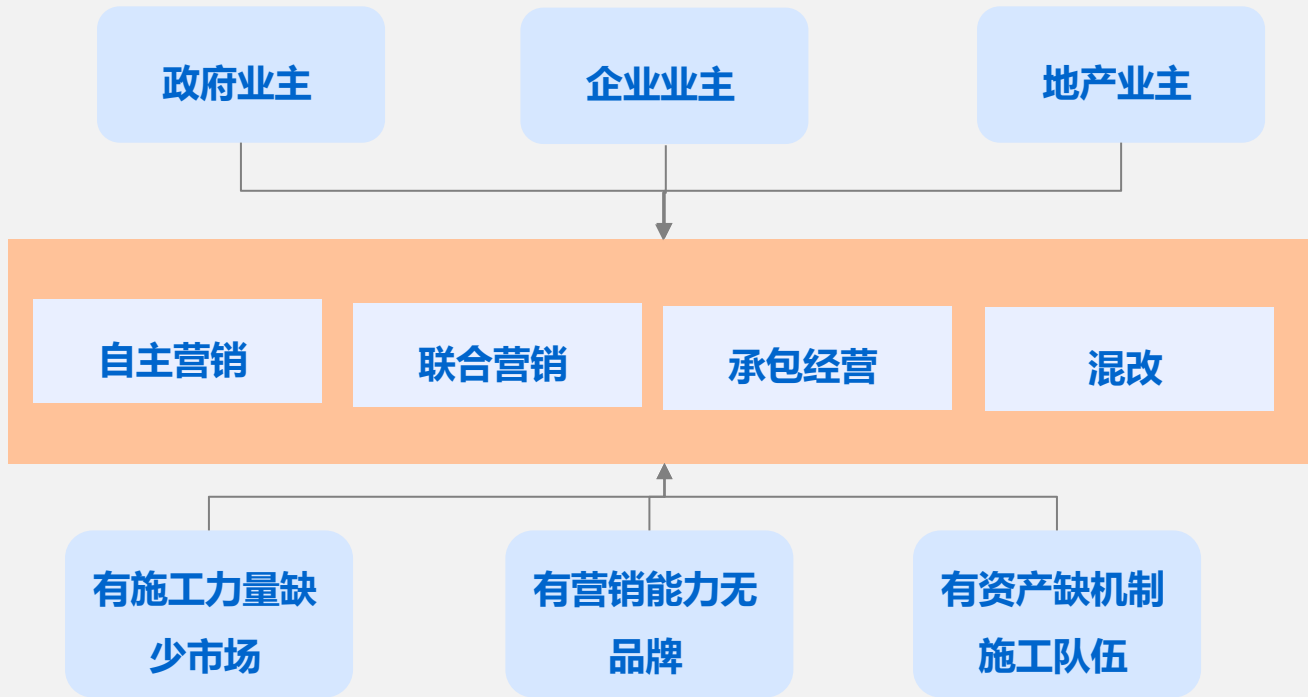 政府业主
企业业主
地产业主
自主营销
联合营销
承包经营
混改
有施工力量缺
少市场
有营销能力无
品牌
有资产缺机制
施工队伍